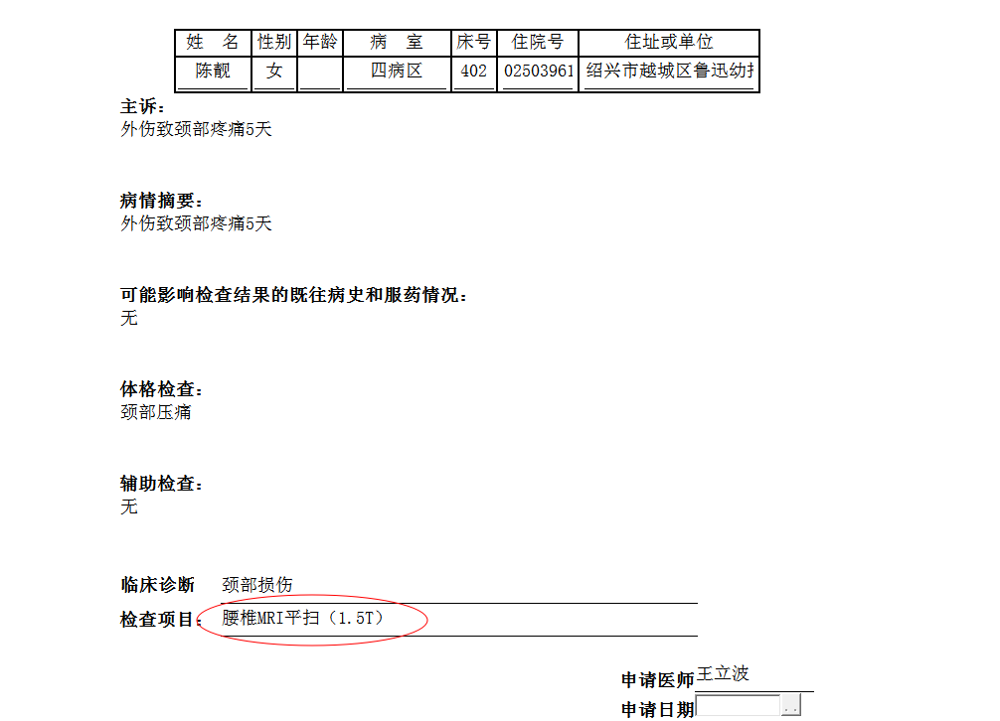 姓 名 性别 年龄 病 室 床号 住院号 住址或单位
陈靓 女 四病区 402 02503961 绍兴市越城区鲁迅幼
主诉：
外伤致颈部疼痛5天
病情摘要：
外伤致颈部疼痛5天
可能影响检查结果的既往病史和服药情况：
无
体格检查：
颈部压痛
辅助检查：
无
临床诊断 颈部损伤
检查项目： 腰椎MRI平扫（1.5T）
申请医师 王立波
申请日期 ..